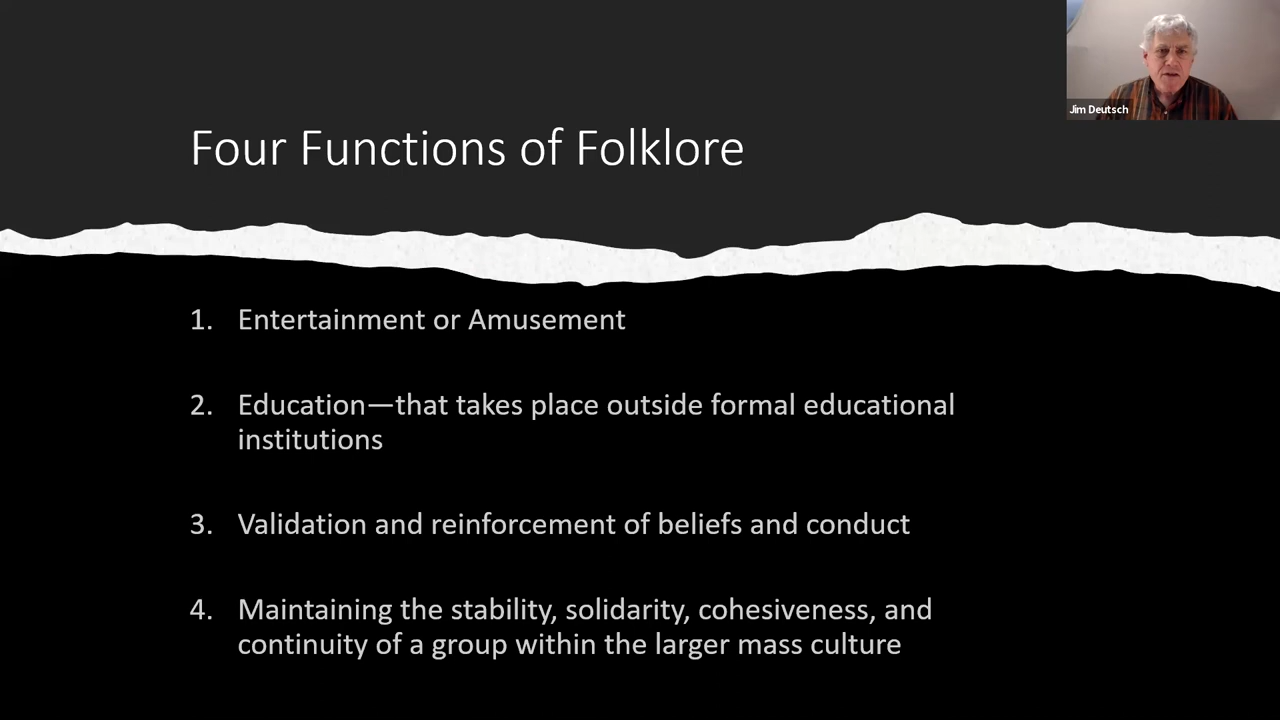 Jim Deutsch
Four Functions of Folklore
1. Entertainment or Amusement
2. Education—that takes place outside formal educational
institutions
3. Validation and reinforcement of beliefs and conduct
4. Maintaining the stability, solidarity, cohesiveness, and
continuity of a group within the larger mass culture